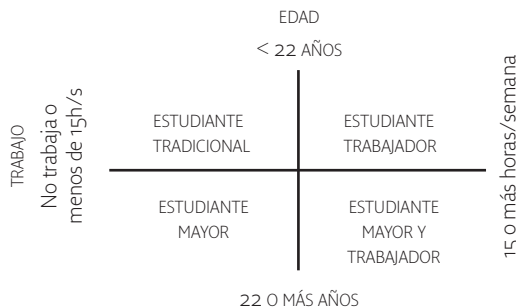 EDAD
< 22 AÑOS
TRABAJO
No trabaja o
menos de 15h/s
ESTUDIANTE
TRADICIONAL
ESTUDIANTE
TRABAJADOR
15 o más horas/semana
ESTUDIANTE
MAYOR
ESTUDIANTE
MAYOR Y
TRABAJADOR
22 O MÁS AÑOS